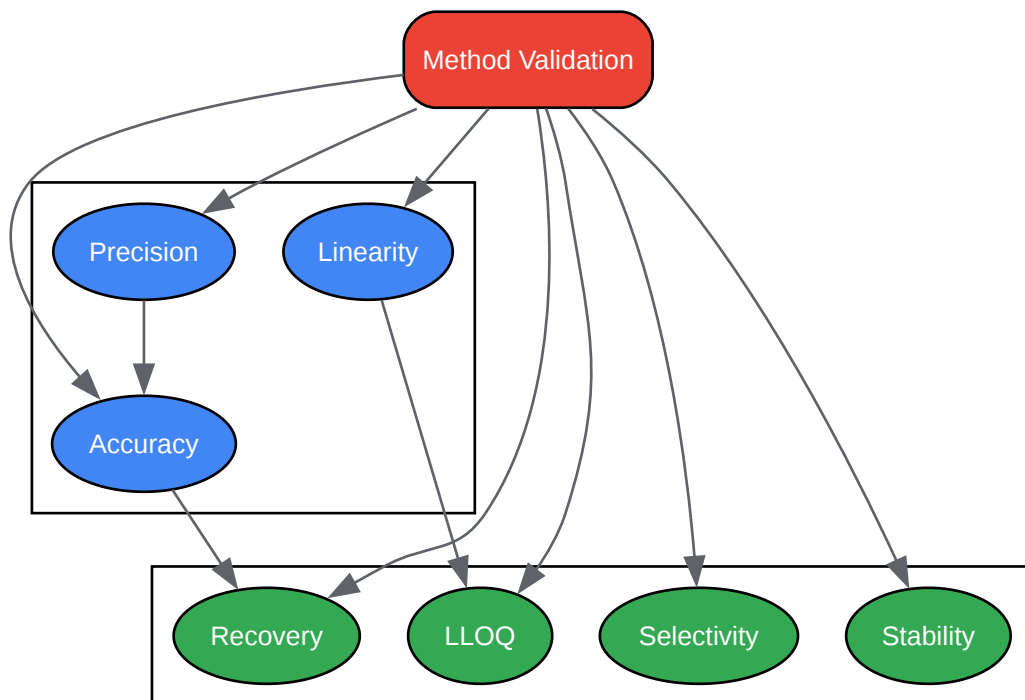 Method Validation
Precision
Linearity
Accuracy
Recovery
LLOQ
Selectivity
Stability